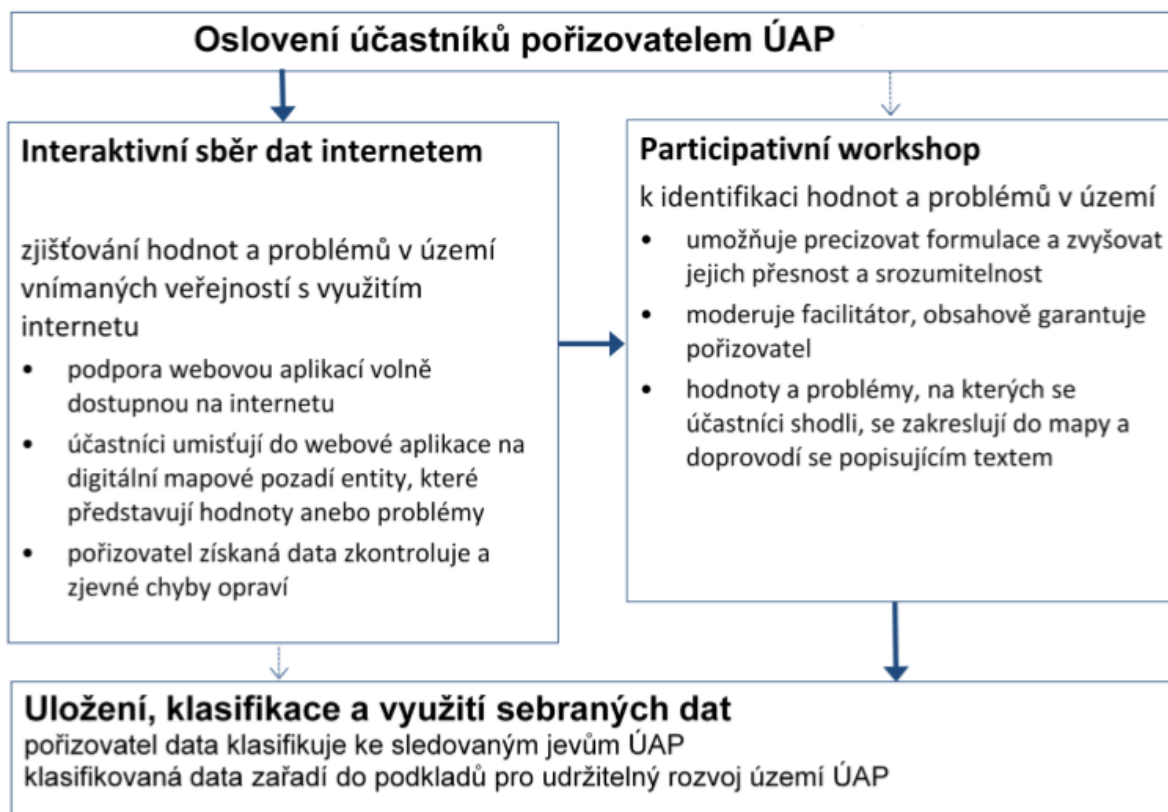 Oslovení účastníků pořizovatelem ÚAP
Interaktivní sběr dat internetem
zjišťování hodnot a problémů v území
vnímaných veřejností s využitím
internetu
• podpora webovou aplikací volně
dostupnou na internetu
• účastníci umisťují do webové aplikace na
digitální mapové pozadí entity, které
představují hodnoty anebo problémy
• pořizovatel získaná data zkontroluje a
zjevné chyby opraví
Participativní workshop
k identifikaci hodnot a problémů v území
• umožňuje precizovat formulace a zvyšovat
jejich přesnost a srozumitelnost
• moderuje facilitátor, obsahově garantuje
pořizovatel
• hodnoty a problémy, na kterých se
účastníci shodli, se zakreslují do mapy a
doprovodí se popisujícím textem
Uložení, klasifikace a využití sebraných dat
pořizovatel data klasifikuje ke sledovaným jevům ÚAP
klasifikovaná data zařadí do podkladů pro udržitelný rozvoj území ÚAP